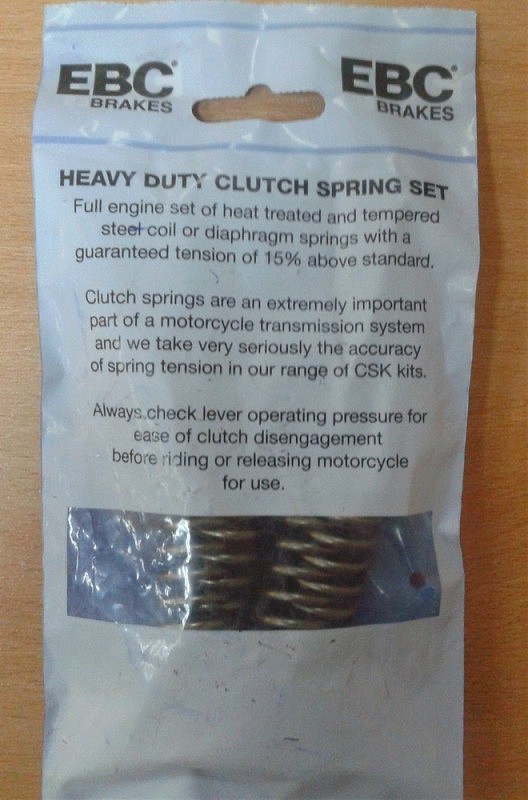 EBC®
BRAKES
EBC®
BRAKES
HEAVY DUTY CLUTCH SPRING SET
Full engine set of heat treated and tempered
steel coil or diaphragm springs with a
guaranteed tension of 15% above standard.
Clutch springs are an extremely important
part of a motorcycle transmission system
and we take very seriously the accuracy
of spring tension in our range of CSK kits.
Always check lever operating pressure for
ease of clutch disengagement
before riding or releasing motorcycle
for use.